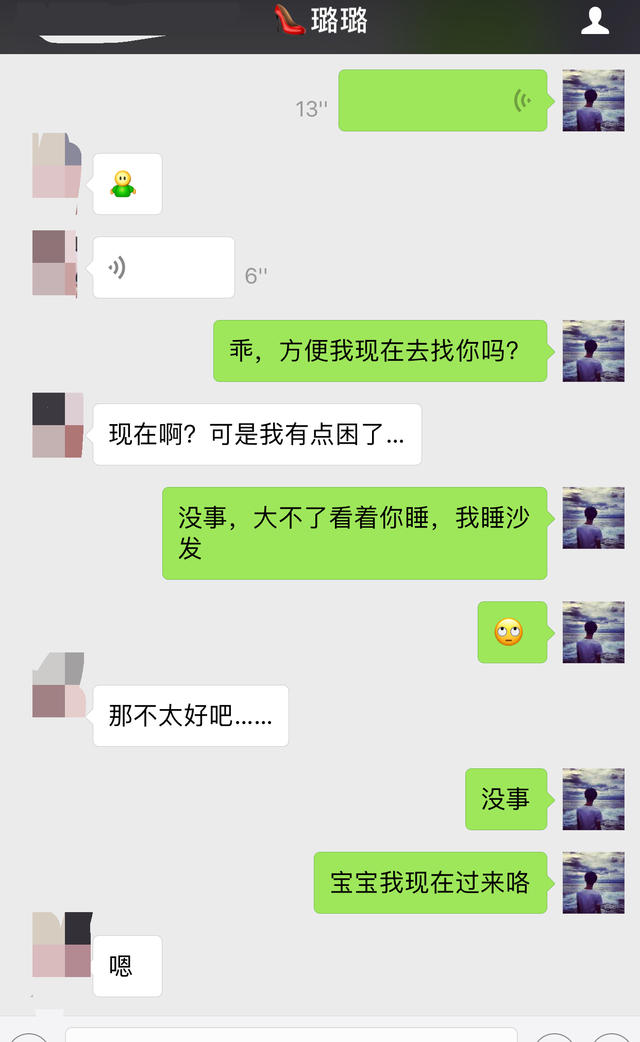 璐璐
13''
6''
乖，方便我现在去找你吗？
现在啊？可是我有点困了...
没事，大不了看着你睡，我睡沙
发
那不太好吧......
没事
宝宝我现在过来咯
嗯